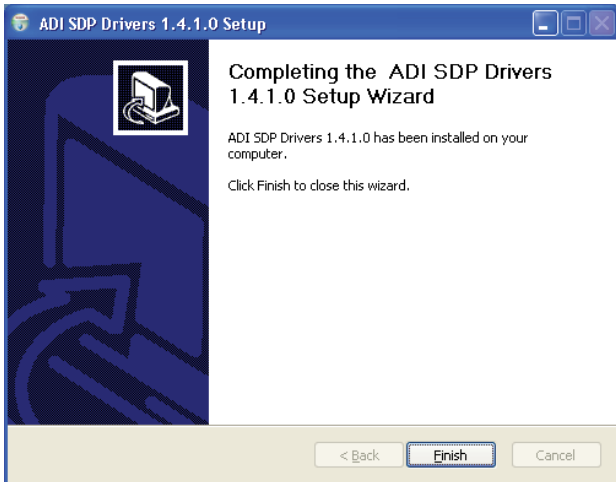 ADI SDP Drivers 1.4.1.0 Setup
Completing the ADI SDP Drivers
1.4.1.0 Setup Wizard
ADI SDP Drivers 1.4.1.0 has been installed on your
computer.
Click Finish to close this wizard.
< Back
Finish
Cancel